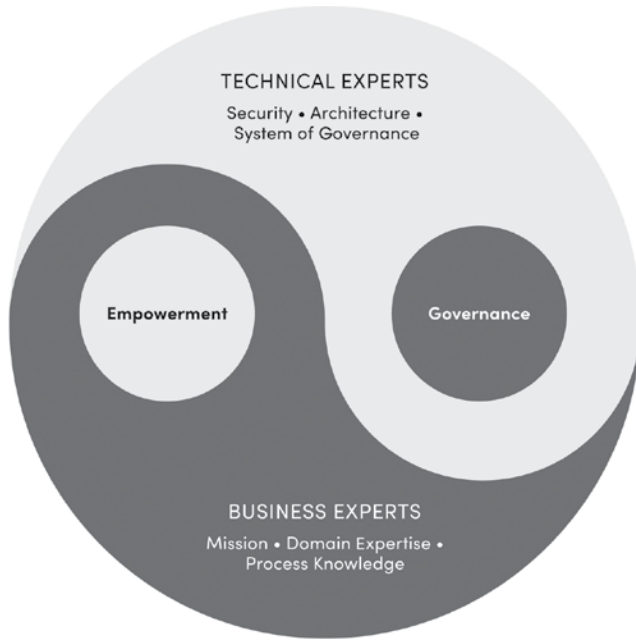 TECHNICAL EXPERTS
Security • Architecture •
System of Governance
Empowerment
Governance
BUSINESS EXPERTS
Mission • Domain Expertise •
Process Knowledge